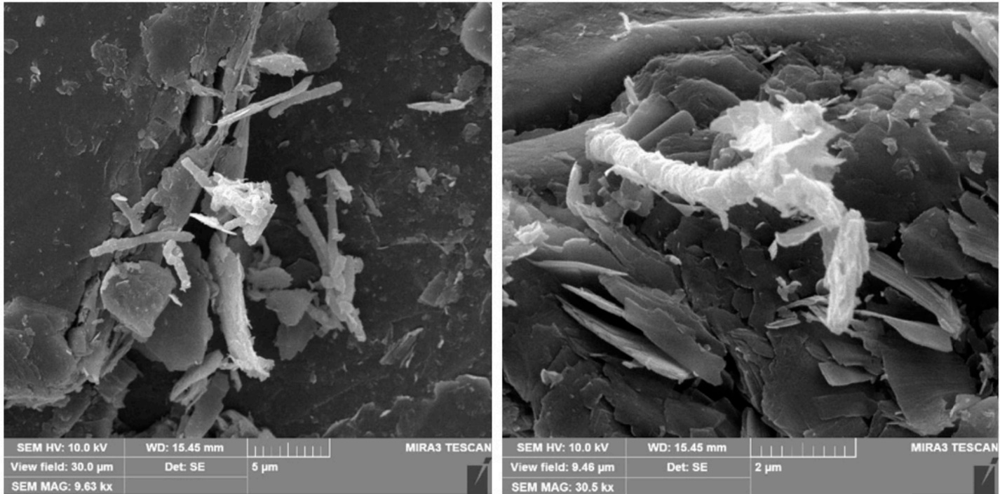 SEM HV: 10.0 kV WD: 15.45 mm MIRA3 TESCAN
View field: 30.0 µm Det: SE 5 µm
SEM MAG: 9.63 kx
SEM HV: 10.0 kV WD: 15.45 mm MIRA3 TESCAN
View field: 9.46 µm Det: SE 2 µm
SEM MAG: 30.5 kx